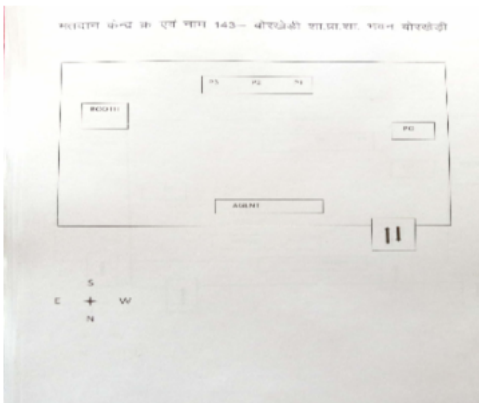 मतदान केन्द्र क्र एवं नाम 143– बोरखेडी शा.प्रा.शा. भवन बोरखेड़ी
P3 P2 P1
BOOTH
PO
AGENT
S
E W
N